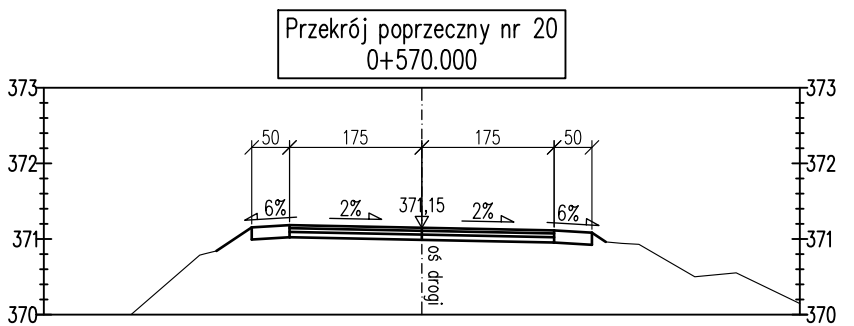 Przekrój poprzeczny nr 20
0+570.000
373 373
50 175 175 50
372 372
6% 2% 371,15 2% 6%
371 371
oś drogi
370 370